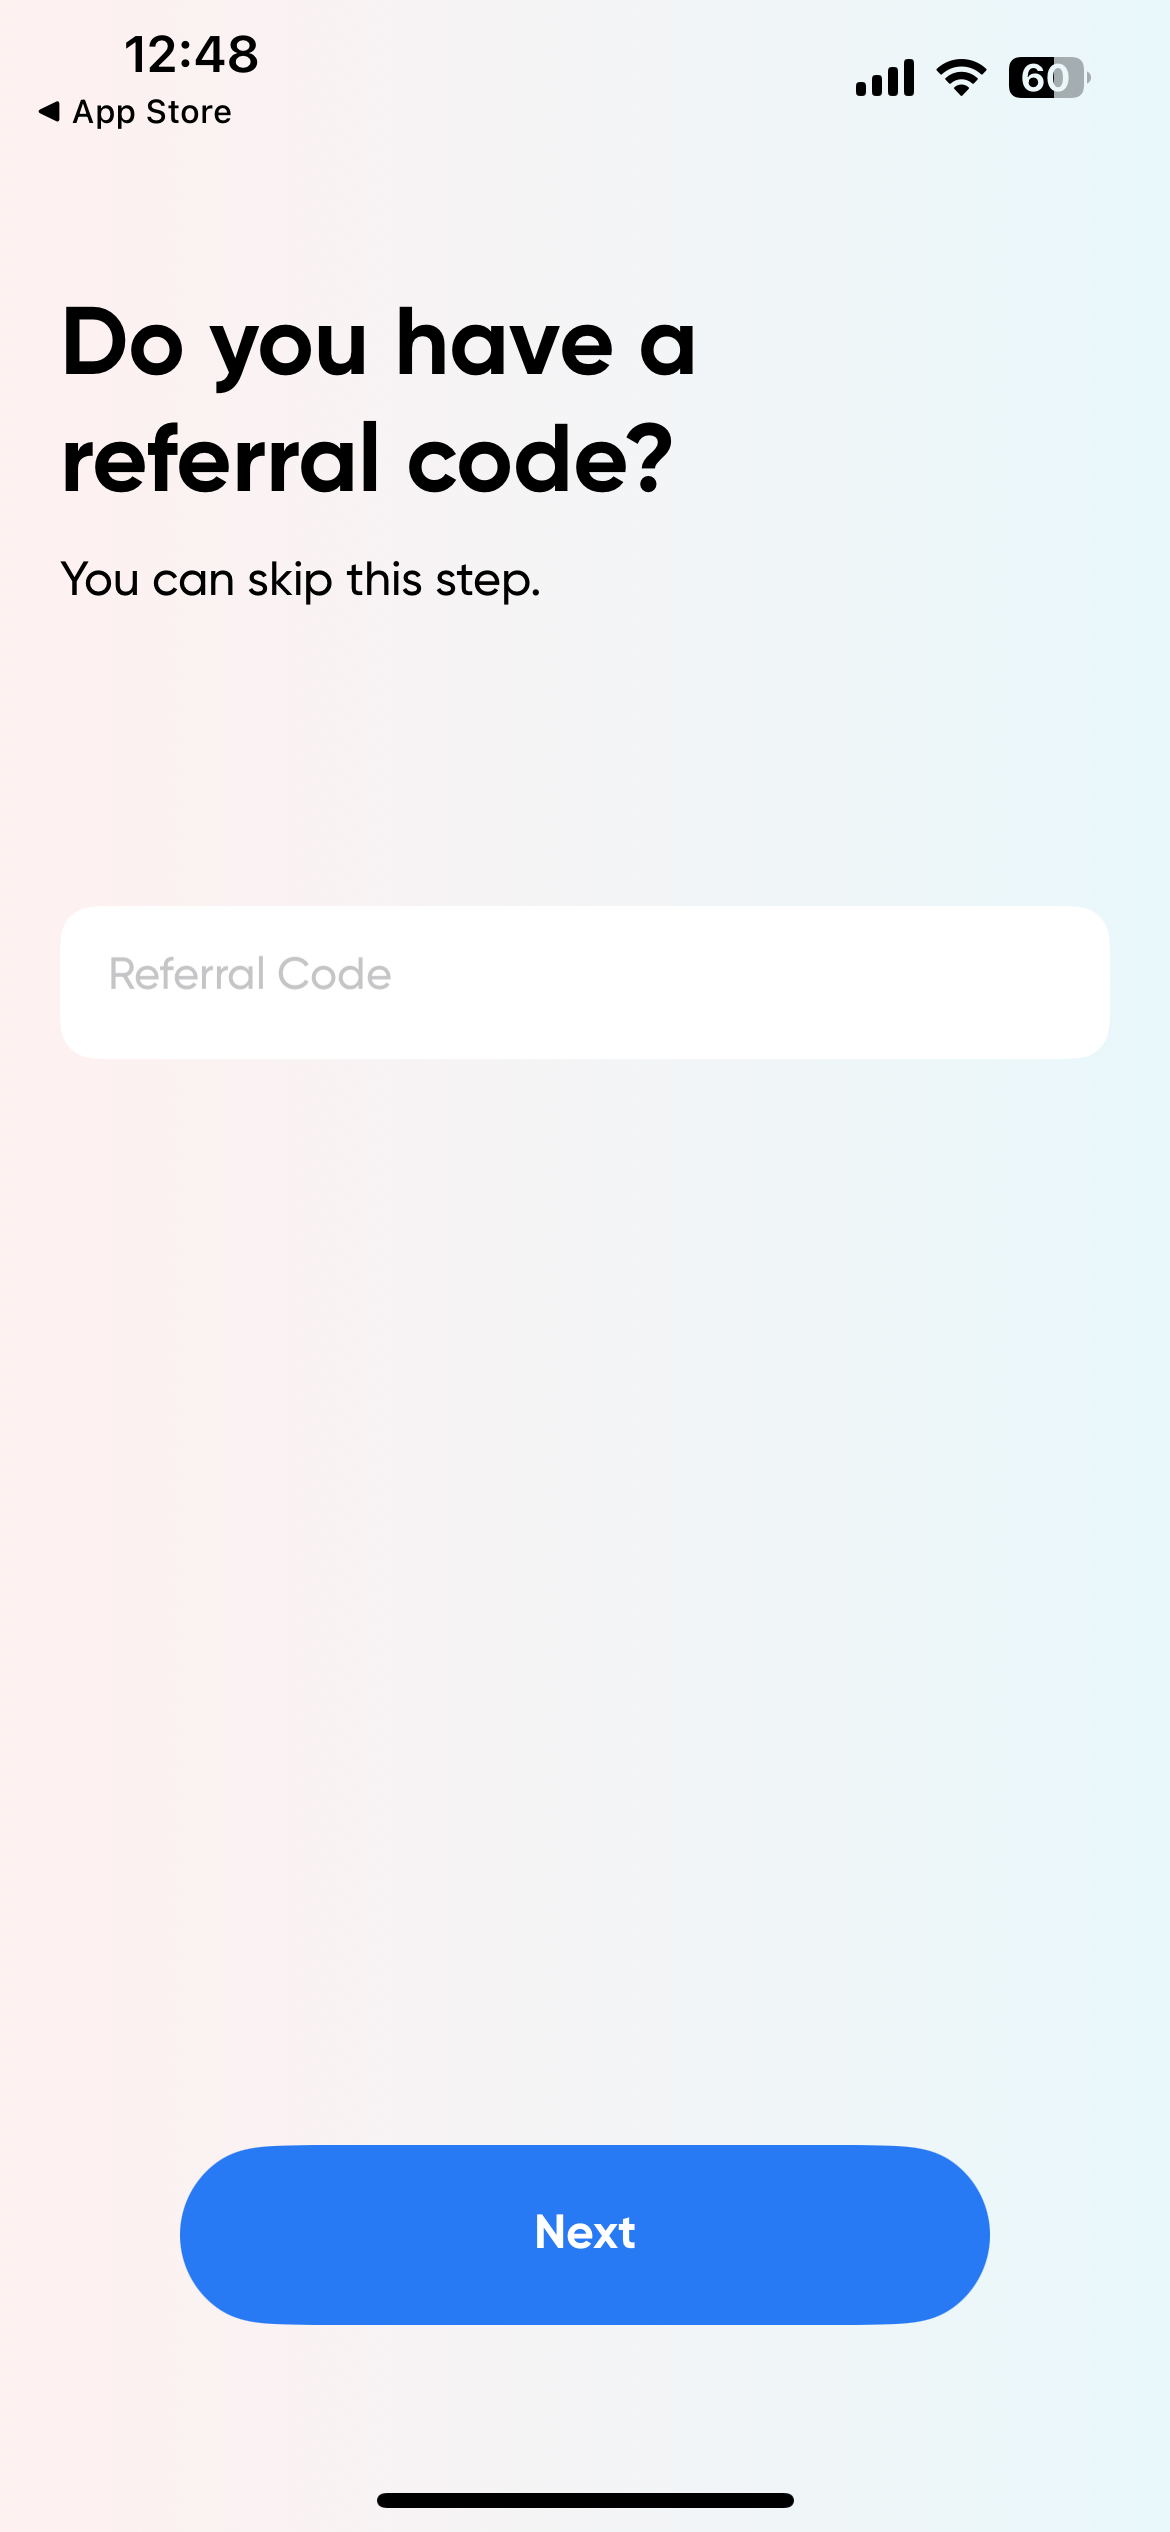 12:48
60
◀ App Store
Do you have a
referral code?
You can skip this step.
Referral Code
Next